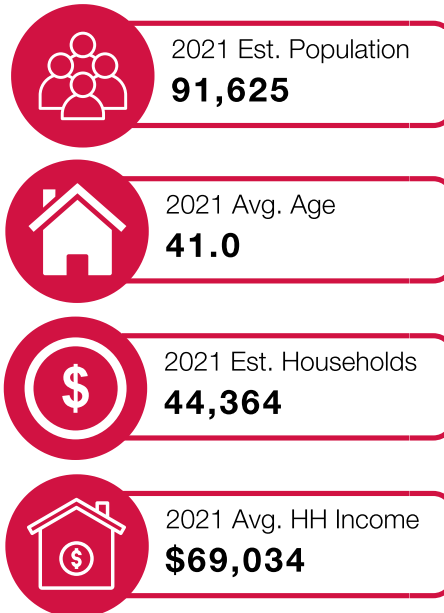 2021 Est. Population
91,625
2021 Avg. Age
41.0
$
2021 Est. Households
44,364
$
2021 Avg. HH Income
$69,034